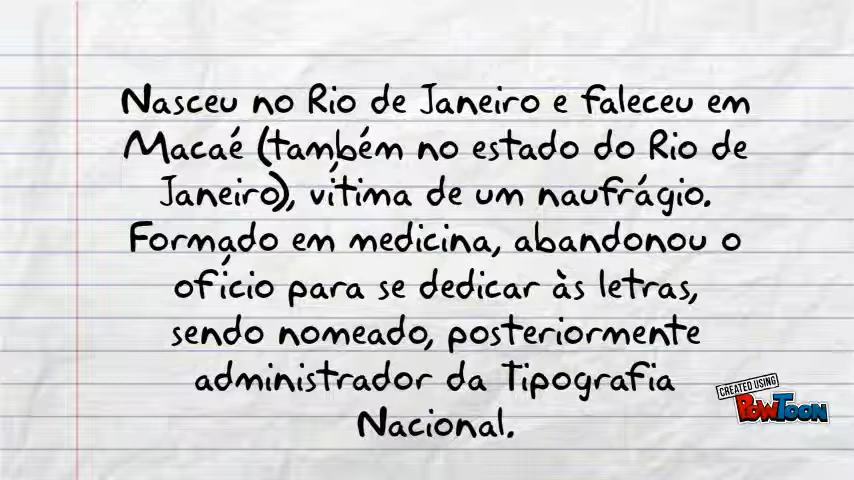 Nasceu no Rio de Janeiro e faleceu em
Macaé (também no estado do Rio de
Janeiro), vítima de um naufrágio.
Formado em medicina, abandonou o
ofício para se dedicar às letras,
sendo nomeado, posteriormente
administrador da Tipografia
Nacional.
CREATED USING
POWTOON